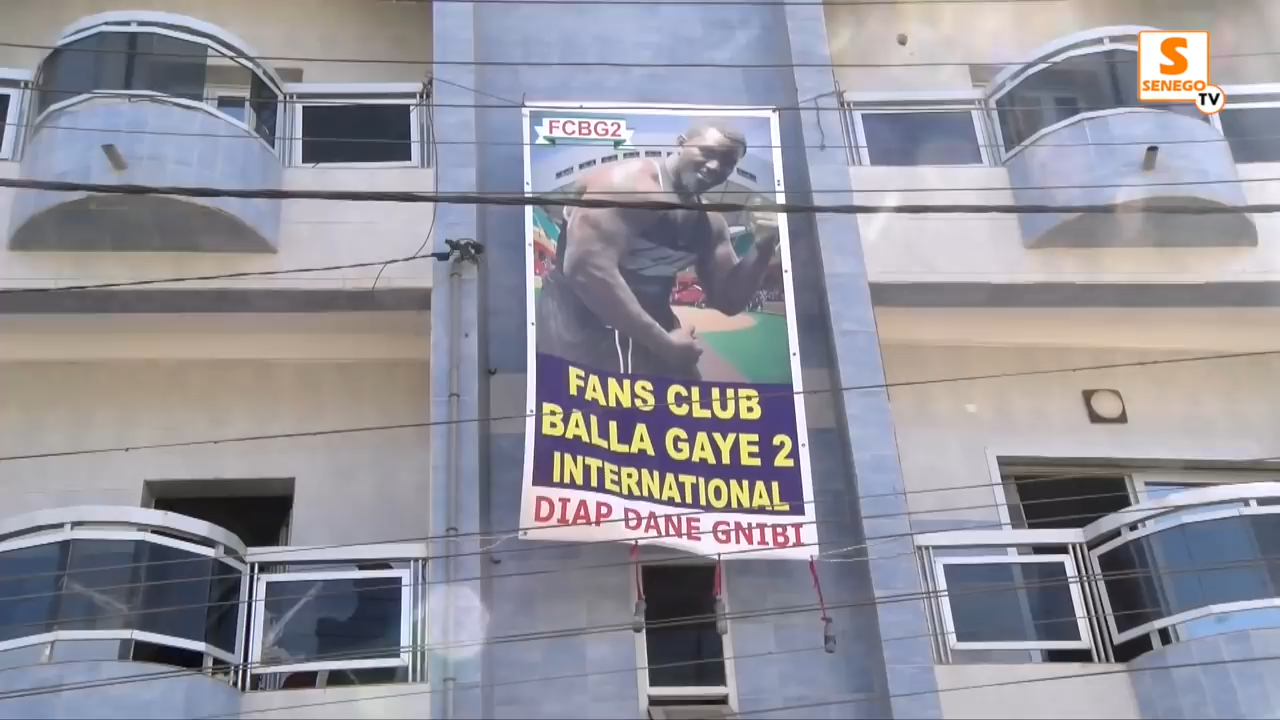 S
SENEGO
TV
FCBG2
FANS CLUB
BALLA GAYE 2
INTERNATIONAL
DIAP DANE GNIBI